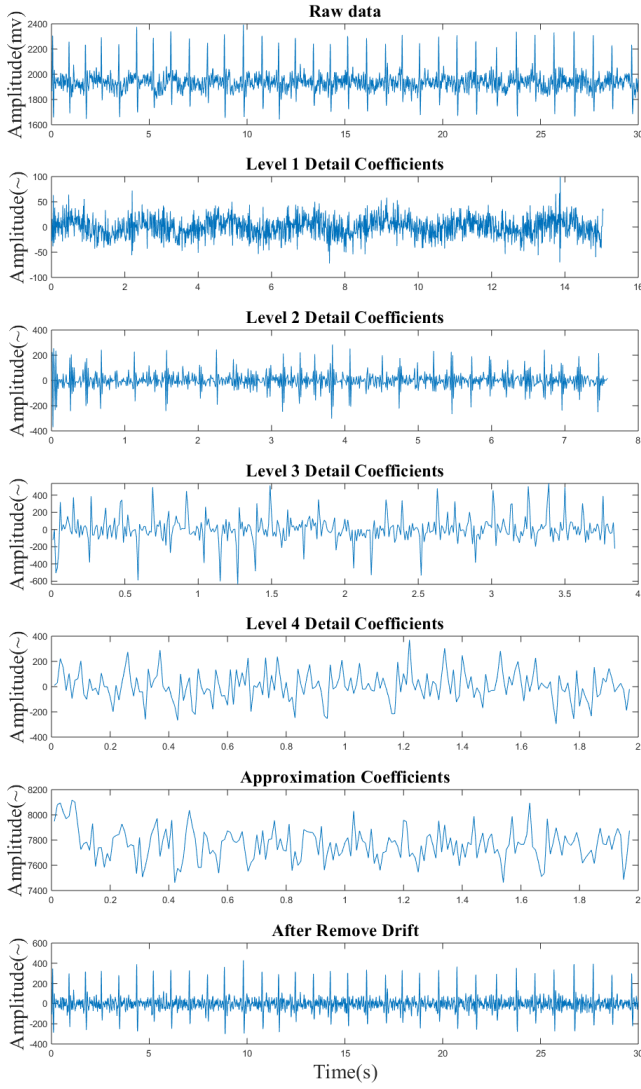 Raw data
Amplitude(mv)
2400
2200
2000
1800
1600
0 5 10 15 20 25 30
Level 1 Detail Coefficients
Amplitude(~)
100
50
0
-50
-100
0 2 4 6 8 10 12 14 16
Level 2 Detail Coefficients
Amplitude(~)
400
200
0
-200
-400
0 1 2 3 4 5 6 7 8
Level 3 Detail Coefficients
Amplitude(~)
400
200
0
-200
-400
-600
0 0.5 1 1.5 2 2.5 3 3.5 4
Level 4 Detail Coefficients
Amplitude(~)
400
200
0
-200
-400
0 0.2 0.4 0.6 0.8 1 1.2 1.4 1.6 1.8 2
Approximation Coefficients
Amplitude(~)
8200
8000
7800
7600
7400
0 0.2 0.4 0.6 0.8 1 1.2 1.4 1.6 1.8 2
After Remove Drift
Amplitude(~)
600
400
200
0
-200
-400
0 5 10 15 20 25 30
Time(s)